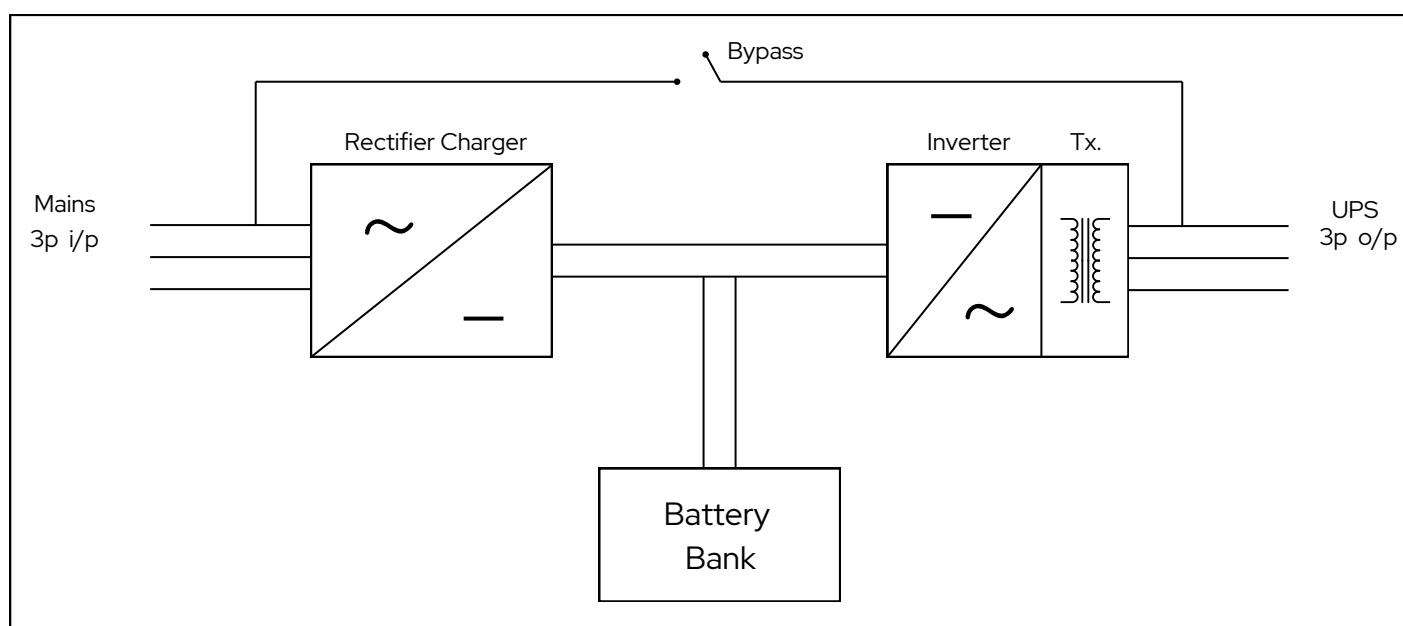 Bypass
Rectifier Charger
Inverter
Tx.
Mains
3p i/p
UPS
3p o/p
Battery
Bank